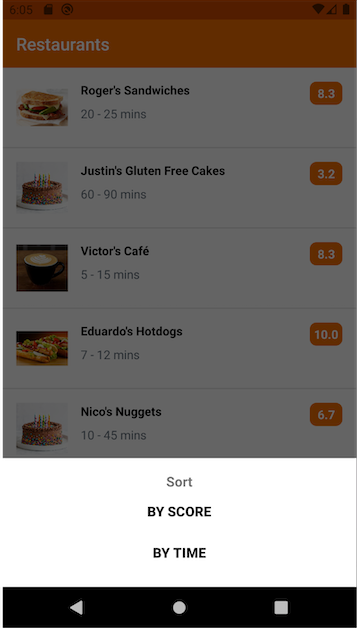 6:05
Restaurants
Roger's Sandwiches
8.3
20 - 25 mins
Justin's Gluten Free Cakes
3.2
60 - 90 mins
Victor's Café
8.3
5 - 15 mins
Eduardo's Hotdogs
10.0
7 - 12 mins
Nico's Nuggets
6.7
10 - 45 mins
Sort
BY SCORE
BY TIME